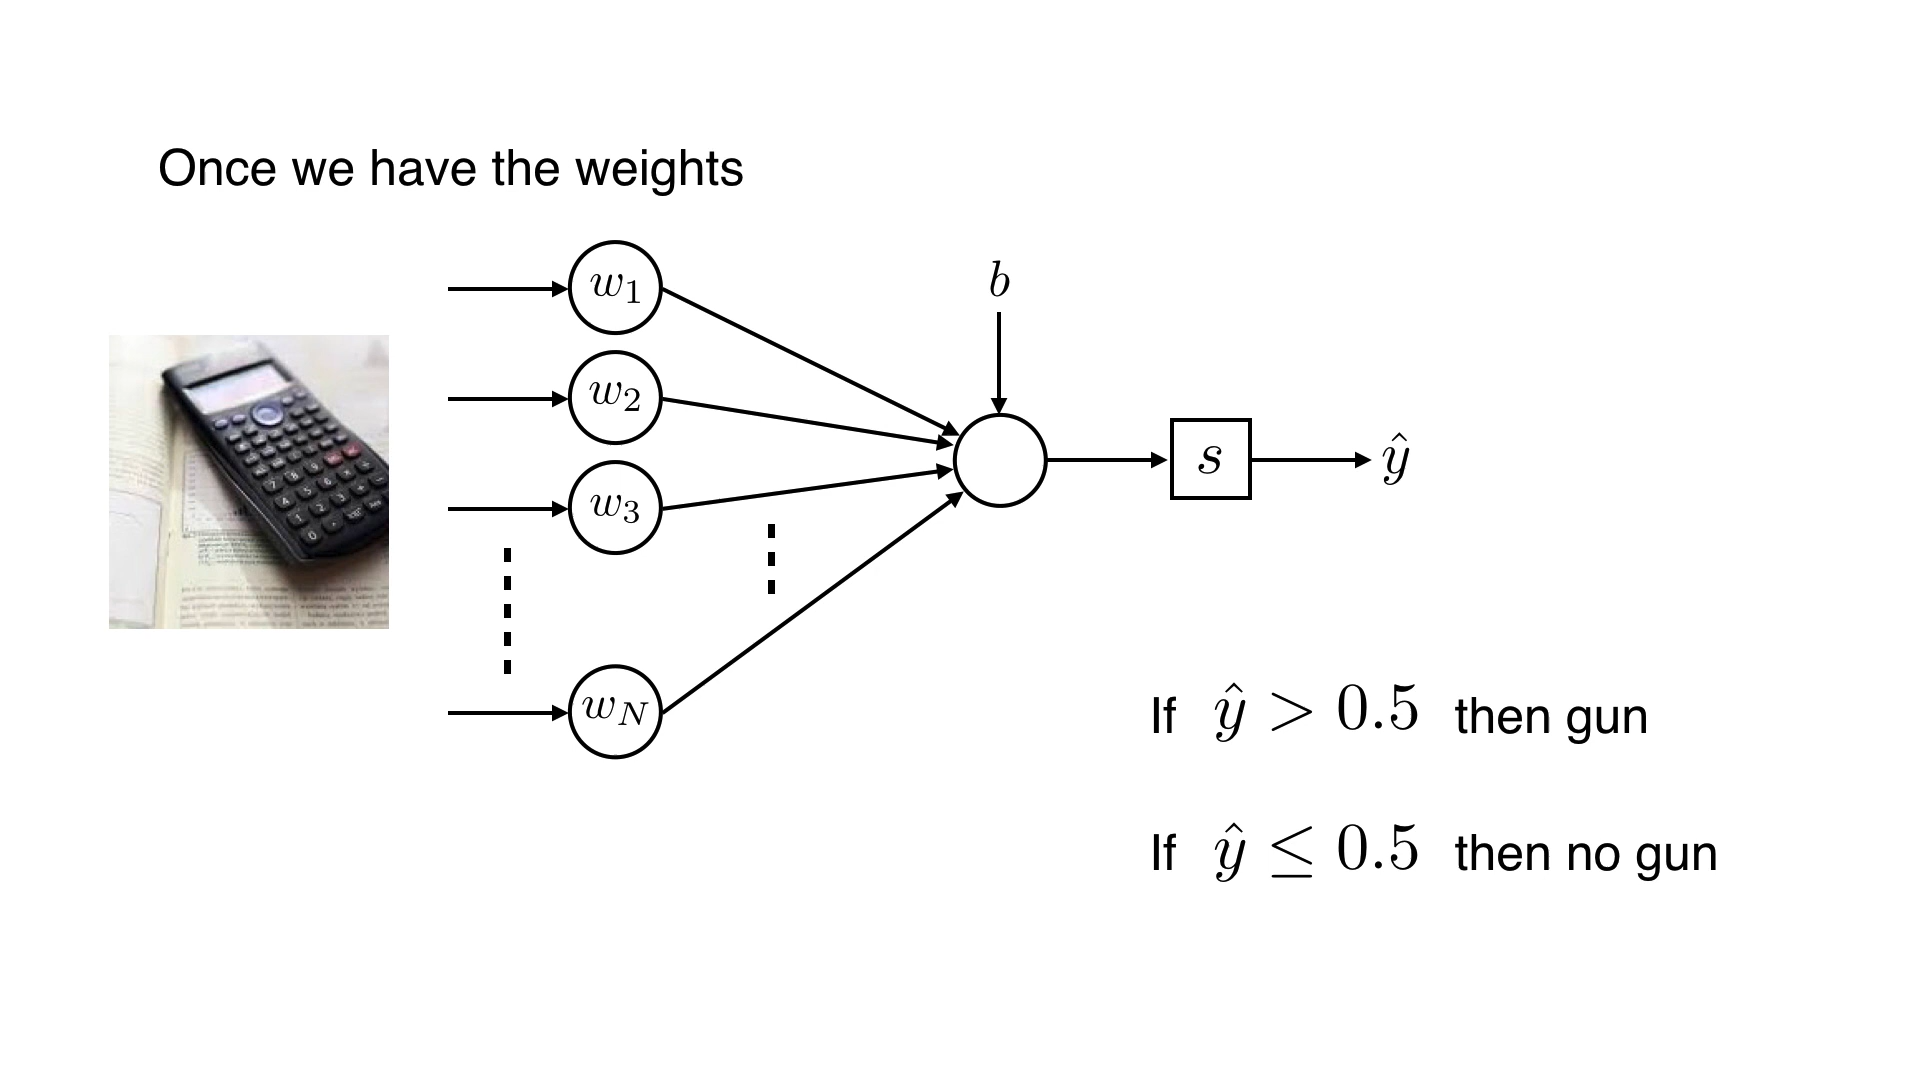 Once we have the weights
w₁
w₂
w₃
w_N
b
s
ŷ
If ŷ > 0.5 then gun
If ŷ ≤ 0.5 then no gun